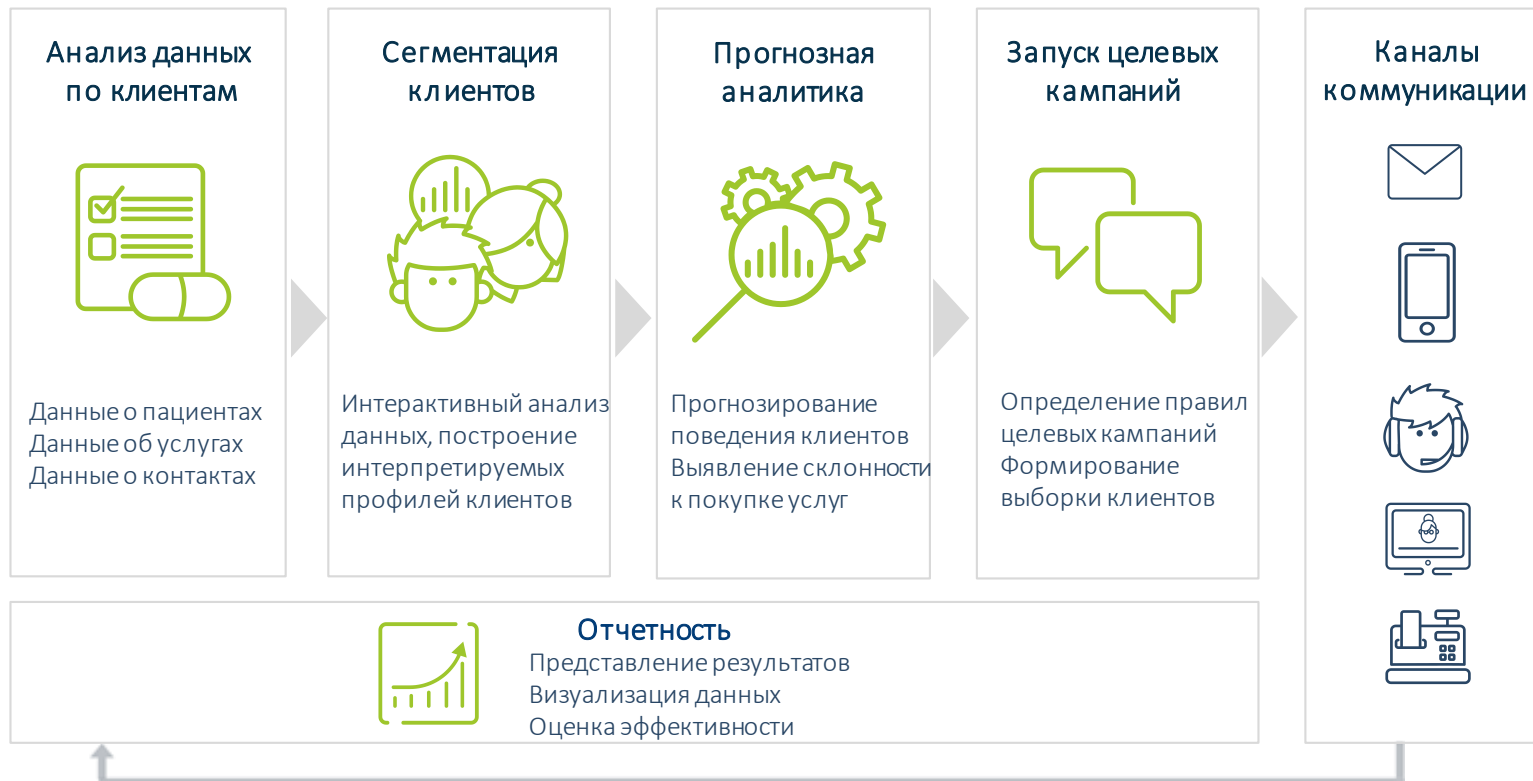 Анализ данных
по клиентам
Данные о пациентах
Данные об услугах
Данные о контактах
Сегментация
клиентов
Интерактивный анализ
данных, построение
интерпретируемых
профилей клиентов
Прогнозная
аналитика
Прогнозирование
поведения клиентов
Выявление склонности
к покупке услуг
Запуск целевых
кампаний
Определение правил
целевых кампаний
Формирование
выборки клиентов
Каналы
коммуникации
Отчетность
Представление результатов
Визуализация данных
Оценка эффективности